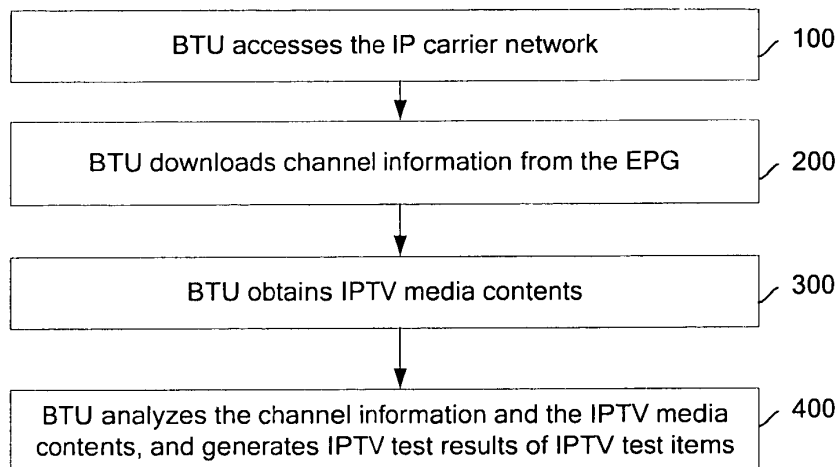 BTU accesses the IP carrier network
100
BTU downloads channel information from the EPG
200
BTU obtains IPTV media contents
300
BTU analyzes the channel information and the IPTV media
contents, and generates IPTV test results of IPTV test items
400